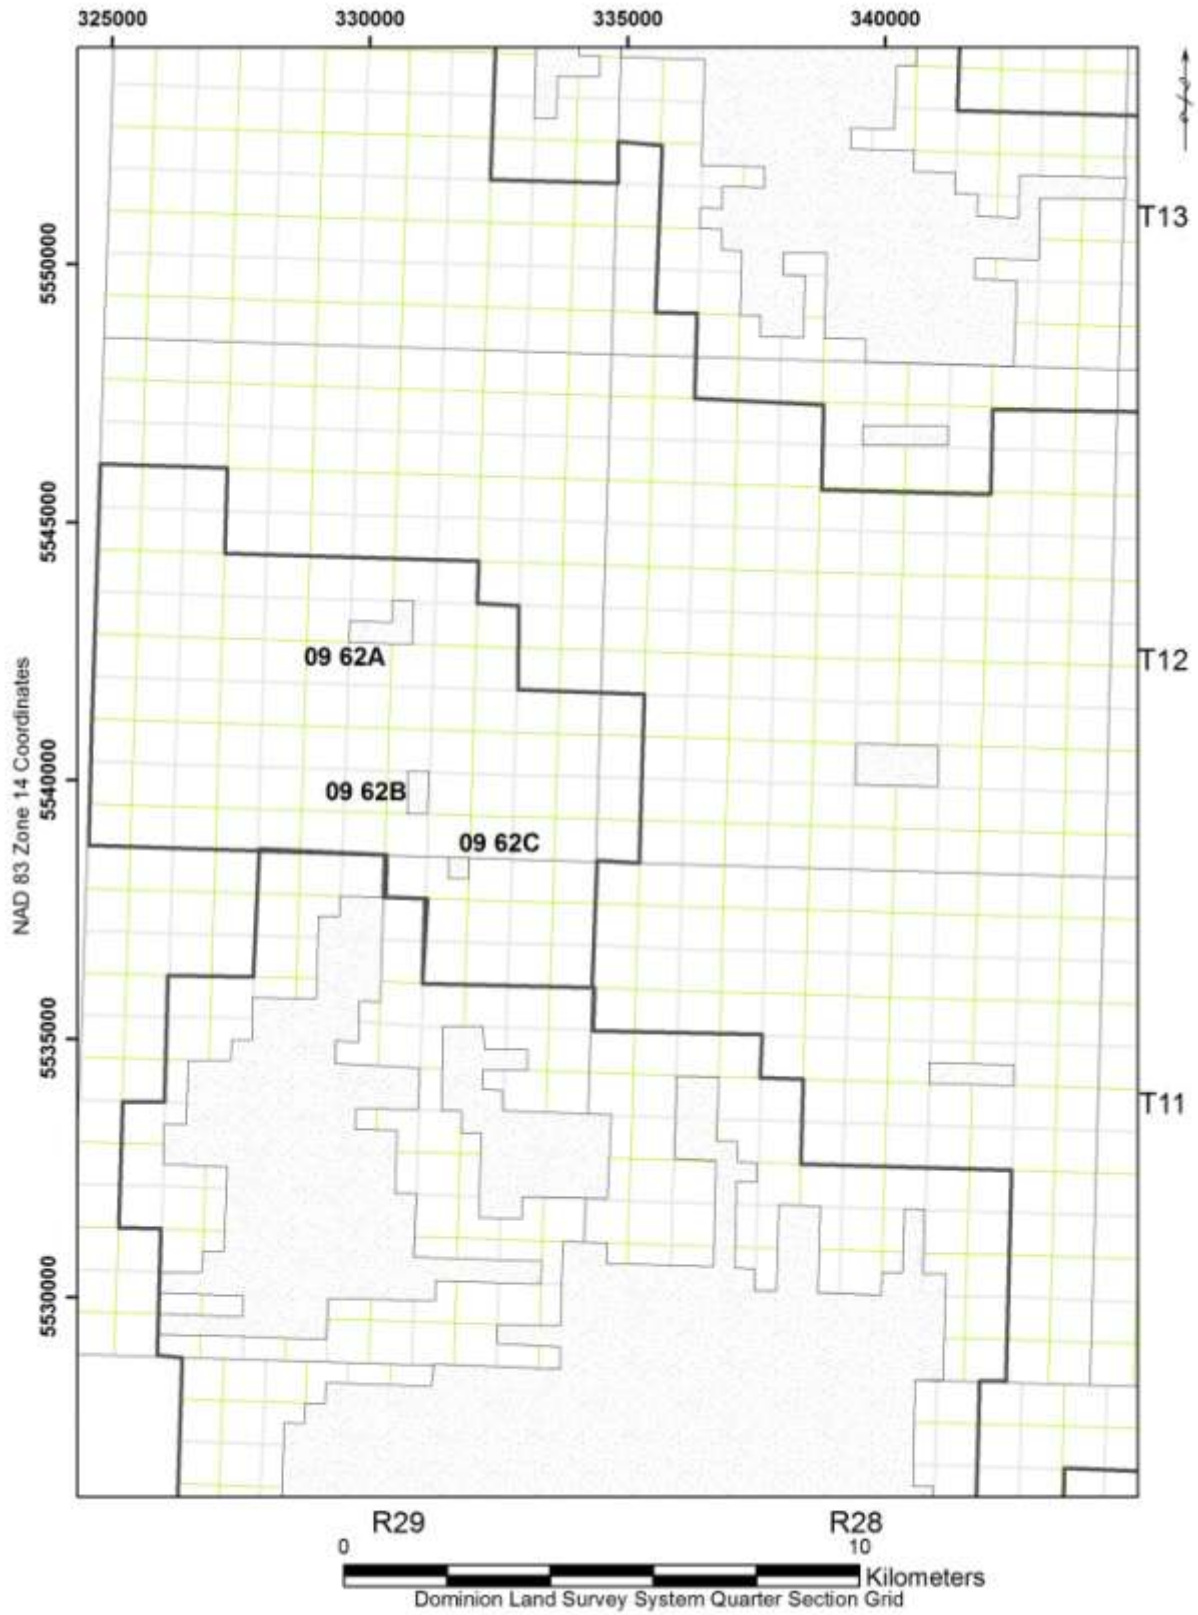 325000 330000 335000 340000
T13
5550000
5545000
T12
09 62A
NAD 83 Zone 14 Coordinates
5540000
09 62B
09 62C
5535000
T11
5530000
R29 R28
0 10
Kilometers
Dominion Land Survey System Quarter Section Grid